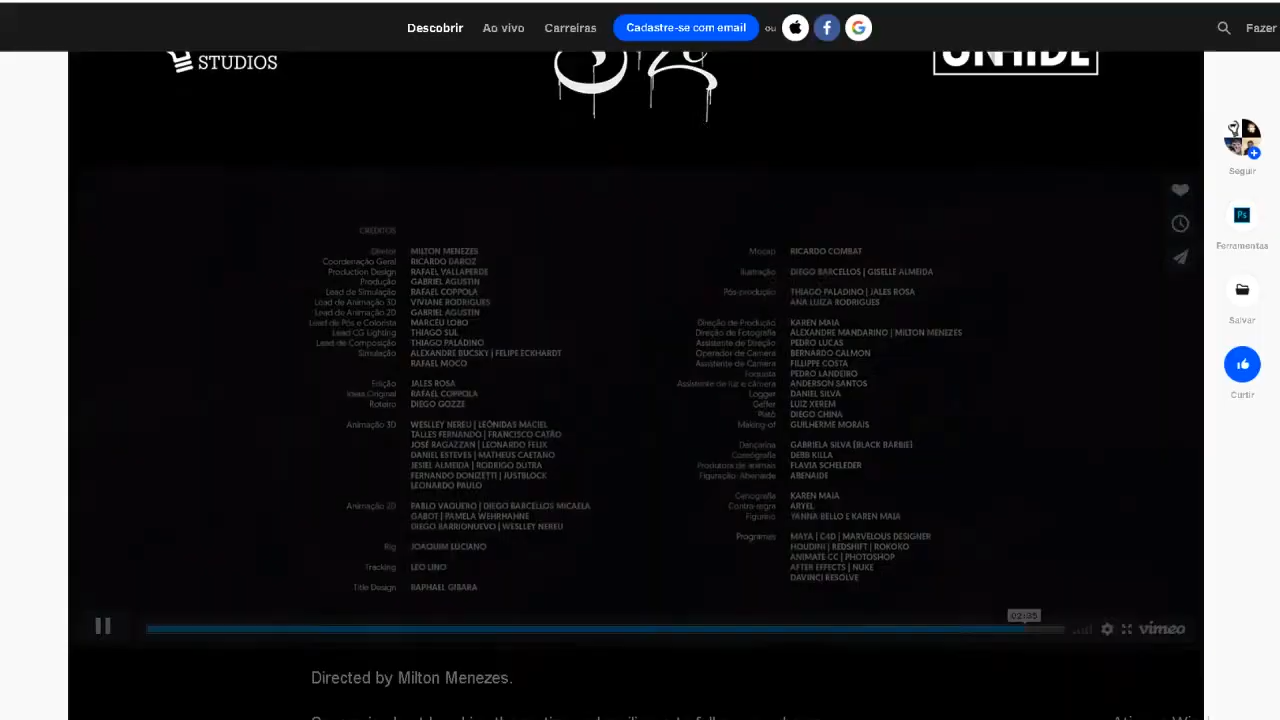 Descobrir Ao vivo Carreiras Cadastre-se com email ou Fazer
STUDIOS
Seguir
Ps
Ferramentas
Salvar
Curtir
CRÉDITOS
Diretor MILTON MENEZES
Coordenação Geral RICARDO DAROZ
Production Design RAFAEL VALLAPERDE
Produção GABRIEL AGUSTIN
Lead de Simulação RAFAEL COPPOLA
Lead de Animação 3D VIVIANE RODRIGUES
Lead de Animação 2D GABRIEL AGUSTIN
Lead de Pós e Colorista MARCÉU LOBO
Lead CG Lighting THIAGO SUL
Lead de Composição THIAGO PALADINO
Simulação ALEXANDRE BUCSKY | FELIPE ECKHARDT
RAFAEL MOCO
Edição JALES ROSA
Ideia Original RAFAEL COPPOLA
Roteiro DIEGO GOZZE
Animação 3D WESLLEY NEREU | LEÔNIDAS MACIEL
TALLES FERNANDO | FRANCISCO CATÃO
JOSÉ RAGAZZAN | LEONARDO FELIX
DANIEL ESTEVES | MATHEUS CAETANO
JESIEL ALMEIDA | RODRIGO DUTRA
FERNANDO DONIZETTI | JUSTBLOCK
LEONARDO PAULO
Animação 2D PABLO VAQUERO | DIEGO BARCELLOS MICAELA
GABOT | PAMELA WEHRHAHNE
DIEGO BARRIONUEVO | WESLLEY NEREU
Rig JOAQUIM LUCIANO
Tracking LEO LINO
Title Design RAPHAEL GIBARA
Mocap RICARDO COMBAT
Ilustração DIEGO BARCELLOS | GISELLE ALMEIDA
Pós-produção THIAGO PALADINO | JALES ROSA
ANA LUIZA RODRIGUES
Direção de Produção KAREN MAIA
Direção de Fotografia ALEXANDRE MANDARINO | MILTON MENEZES
Assistente de Direção PEDRO LUCAS
Operador de Camera BERNARDO CALMON
Assistente de Camera FILLIPPE COSTA
Foquista PEDRO LANDEIRO
Assistente de luz e câmera ANDERSON SANTOS
Logger DANIEL SILVA
Gaffer LUIZ XEREM
Platô DIEGO CHINA
Making-of GUILHERME MORAIS
Dançarina GABRIELA SILVA (BLACK BARBIE)
Coreógrafa DEBB KILLA
Produtora de animais FLAVIA SCHELEDER
Figuração Abenaide ABENAIDE
Cenografia KAREN MAIA
Contra-regra ARYEL
Figurino YANNA BELLO E KAREN MAIA
Programas MAYA | C4D | MARVELOUS DESIGNER
HOUDINI | REDSHIFT | ROKOKO
ANIMATE CC | PHOTOSHOP
AFTER EFFECTS | NUKE
DAVINCI RESOLVE
02:35
vimeo
Directed by Milton Menezes.